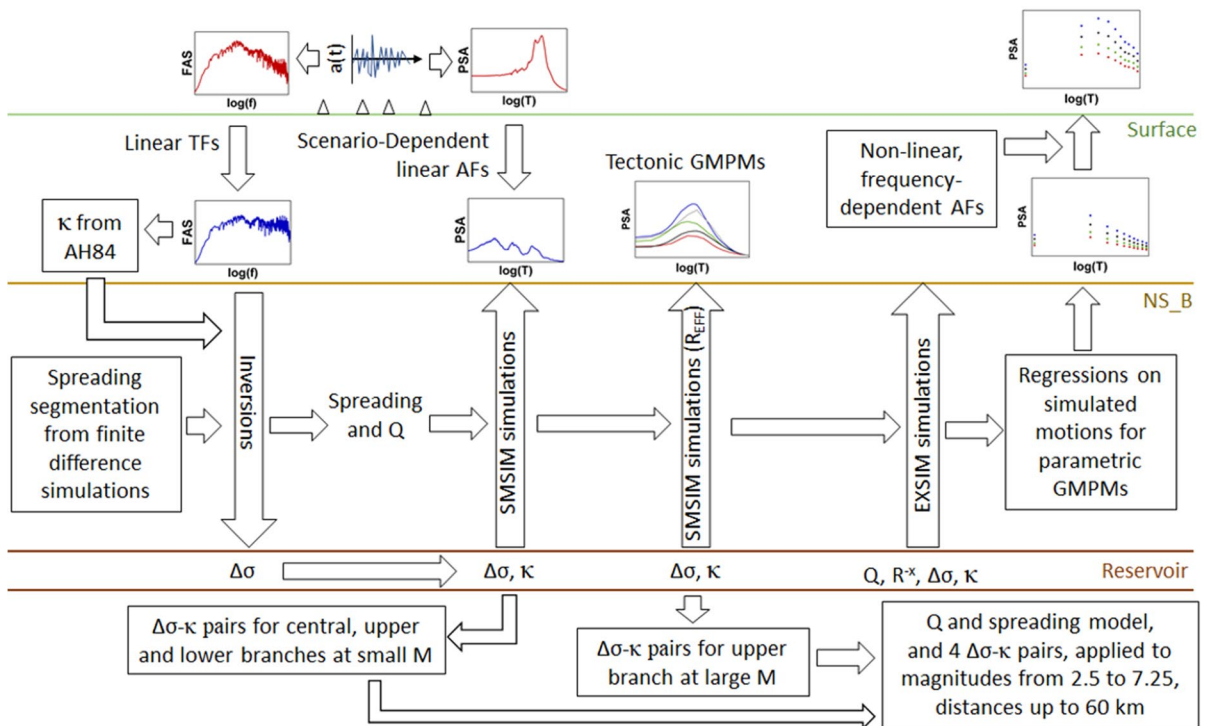 FAS
log(f)
a(t)
PSA
log(T)
PSA
log(T)
Surface
Linear TFs
Scenario-Dependent
linear AFs
Tectonic GMPMs
Non-linear,
frequency-
dependent AFs
κ from
AH84
FAS
log(f)
PSA
log(T)
PSA
log(T)
PSA
log(T)
NS_B
Spreading
segmentation
from finite
difference
simulations
Inversions
Spreading
and Q
SMSIM simulations
SMSIM simulations (REFF)
EXSIM simulations
Regressions on
simulated
motions for
parametric
GMPMs
Δσ
Δσ, κ
Δσ, κ
Q, R-x, Δσ, κ
Reservoir
Δσ-κ pairs for central, upper
and lower branches at small M
Δσ-κ pairs for upper
branch at large M
Q and spreading model,
and 4 Δσ-κ pairs, applied to
magnitudes from 2.5 to 7.25,
distances up to 60 km